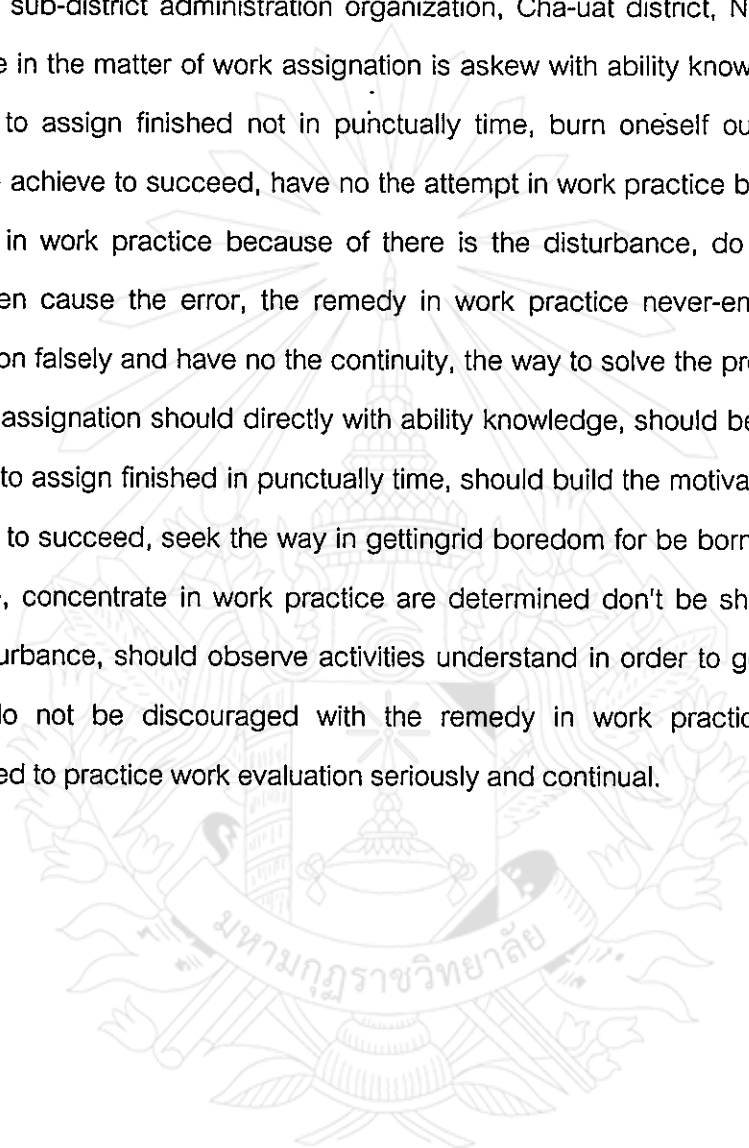 sub-district administration organization, Cha-uat district, N
in the matter of work assignation is askew with ability know
to assign finished not in punctually time, burn oneself ou
achieve to succeed, have no the attempt in work practice b
in work practice because of there is the disturbance, do
en cause the error, the remedy in work practice never-en
on falsely and have no the continuity, the way to solve the pr
assignation should directly with ability knowledge, should be
to assign finished in punctually time, should build the motiva
to succeed, seek the way in gettingrid boredom for be born
, concentrate in work practice are determined don't be sh
urbance, should observe activities understand in order to g
do not be discouraged with the remedy in work practic
ed to practice work evaluation seriously and continual.
มหามกุฏราชวิทยาลัย